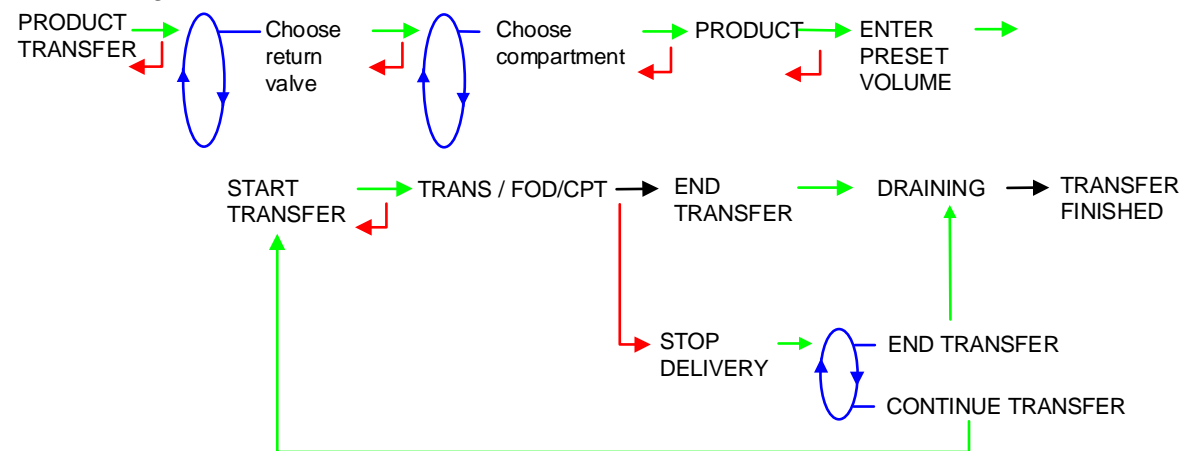 PRODUCT
TRANSFER
Choose
return
valve
Choose
compartment
PRODUCT
ENTER
PRESET
VOLUME
START
TRANSFER
TRANS / FOD/CPT
END
TRANSFER
DRAINING
TRANSFER
FINISHED
STOP
DELIVERY
END TRANSFER
CONTINUE TRANSFER